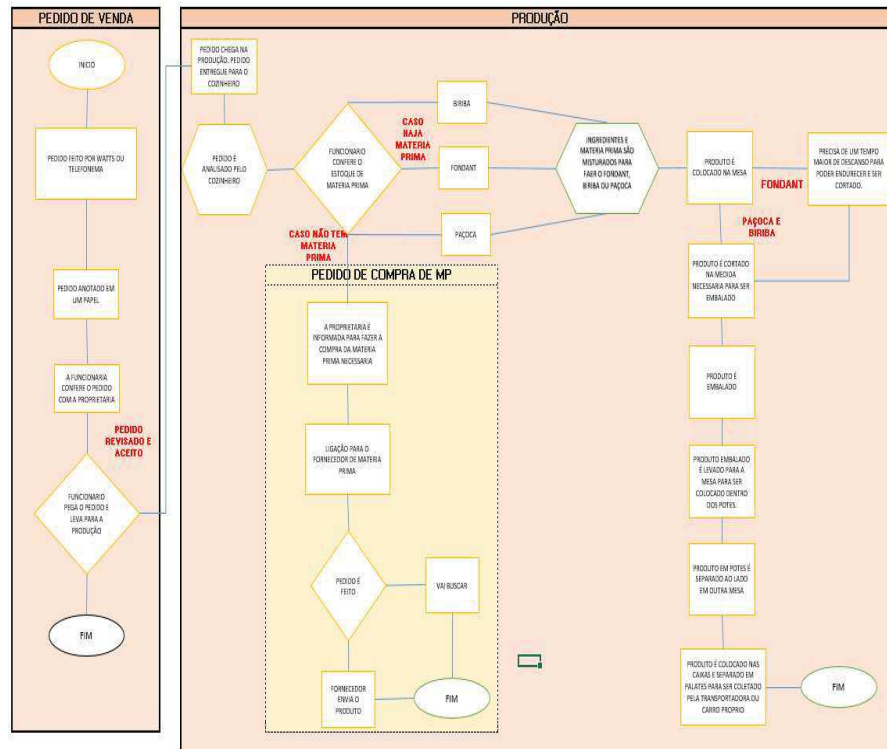 PEDIDO DE VENDA
INICIO
PEDIDO FEITO POR WATTS OU
TELEFONEMA
PEDIDO ANOTADO EM
UM PAPEL
A FUNCIONARIA
CONFERE O PEDIDO
COM A PROPRIETARIA
PEDIDO
REVISADO E
ACEITO
FUNCIONARIO
PEGA O PEDIDO E
LEVA PARA A
PRODUÇÃO
FIM
PRODUÇÃO
PEDIDO CHEGA NA
PRODUÇÃO. PEDIDO
ENTREGUE PARA O
COZINHEIRO
PEDIDO É
ANALISADO PELO
COZINHEIRO
FUNCIONARIO
CONFERE O
ESTOQUE DE
MATERIA PRIMA
CASO
HAJA
MATERIA
PRIMA
BIRIBA
FONDANT
PAÇOCA
INGREDIENTES E
MATERIA PRIMA SÃO
MISTURADOS PARA
FAER O FONDANT,
BIRIBA OU PAÇOCA
PRODUTO É
COLOCADO NA MESA
FONDANT
PRECISA DE UM TEMPO
MAIOR DE DESCANSO PARA
PODER ENDURECER E SER
CORTADO.
PAÇOCA E
BIRIBA
PRODUTO É CORTADO
NA MEDIDA
NECESSARIA PARA SER
EMBALADO
PRODUTO É
EMBALADO
PRODUTO EMBALADO
É LEVADO PARA A
MESA PARA SER
COLOCADO DENTRO
DOS POTES.
PRODUTO EM POTES É
SEPARADO AO LADO
EM OUTRA MESA
PRODUTO É COLOCADO NAS
CAIXAS E SEPARADO EM
PALATES PARA SER COLETADO
PELA TRANSPORTADORA OU
CARRO PROPRIO
FIM
CASO NÃO TEM
MATERIA
PRIMA
PEDIDO DE COMPRA DE MP
A PROPRIETARIA É
INFORMADA PARA FAZER A
COMPRA DA MATERIA
PRIMA NECESSARIA
LIGAÇÃO PARA O
FORNECEDOR DE MATERIA
PRIMA
PEDIDO É
FEITO
VAI BUSCAR
FORNECEDOR
ENVIA O
PRODUTO
FIM